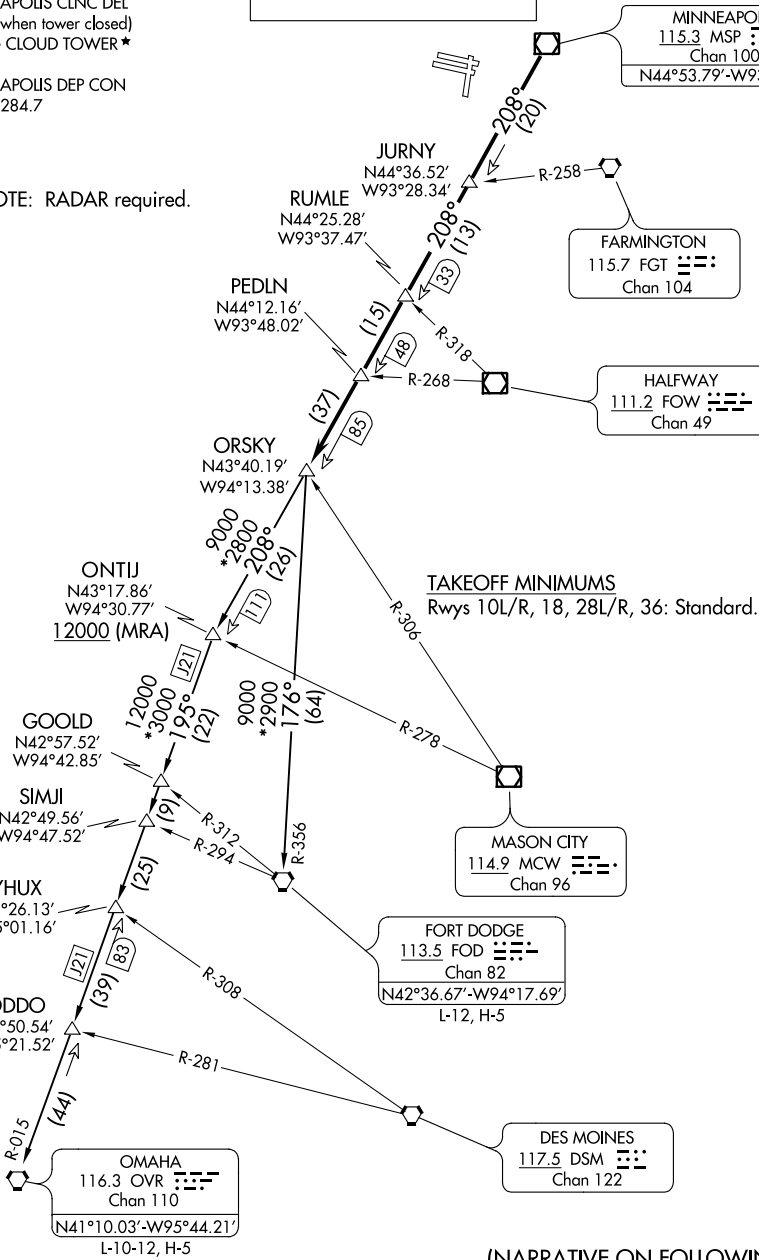 CLNC DEL
when tower closed)
CLOUD TOWER★
DEP CON
284.7
RADAR required.
MINNEAPOL
115.3 MSP
Chan 100
N44°53.79'-W93
208°
(20)
JURNY
N44°36.52'
W93°28.34'
R-258
FARMINGTON
115.7 FGT
Chan 104
RUMLE
N44°25.28'
W93°37.47'
208°
(13)
33
PEDLN
N44°12.16'
W93°48.02'
(15)
48
R-318
R-268
HALFWAY
111.2 FOW
Chan 49
(37)
85
ORSKY
N43°40.19'
W94°13.38'
9000
*2800
208°
(26)
ONTIJ
N43°17.86'
W94°30.77'
12000 (MRA)
111
TAKEOFF MINIMUMS
Rwys 10L/R, 18, 28L/R, 36: Standard.
R-306
J21
12000
*3000
195°
(22)
9000
*2900
176°
(64)
R-278
GOOLD
N42°57.52'
W94°42.85'
SIMJI
N42°49.56'
W94°47.52'
(9)
R-312
R-294
R-356
MASON CITY
114.9 MCW
Chan 96
(25)
26.13'
01.16'
FORT DODGE
113.5 FOD
Chan 82
N42°36.67'-W94°17.69'
L-12, H-5
J21
83
(39)
R-308
50.54'
21.52'
R-281
(44)
R-015
DES MOINES
117.5 DSM
Chan 122
OMAHA
116.3 OVR
Chan 110
N41°10.03'-W95°44.21'
L-10-12, H-5
(NARRATIVE ON FOLLOWIN